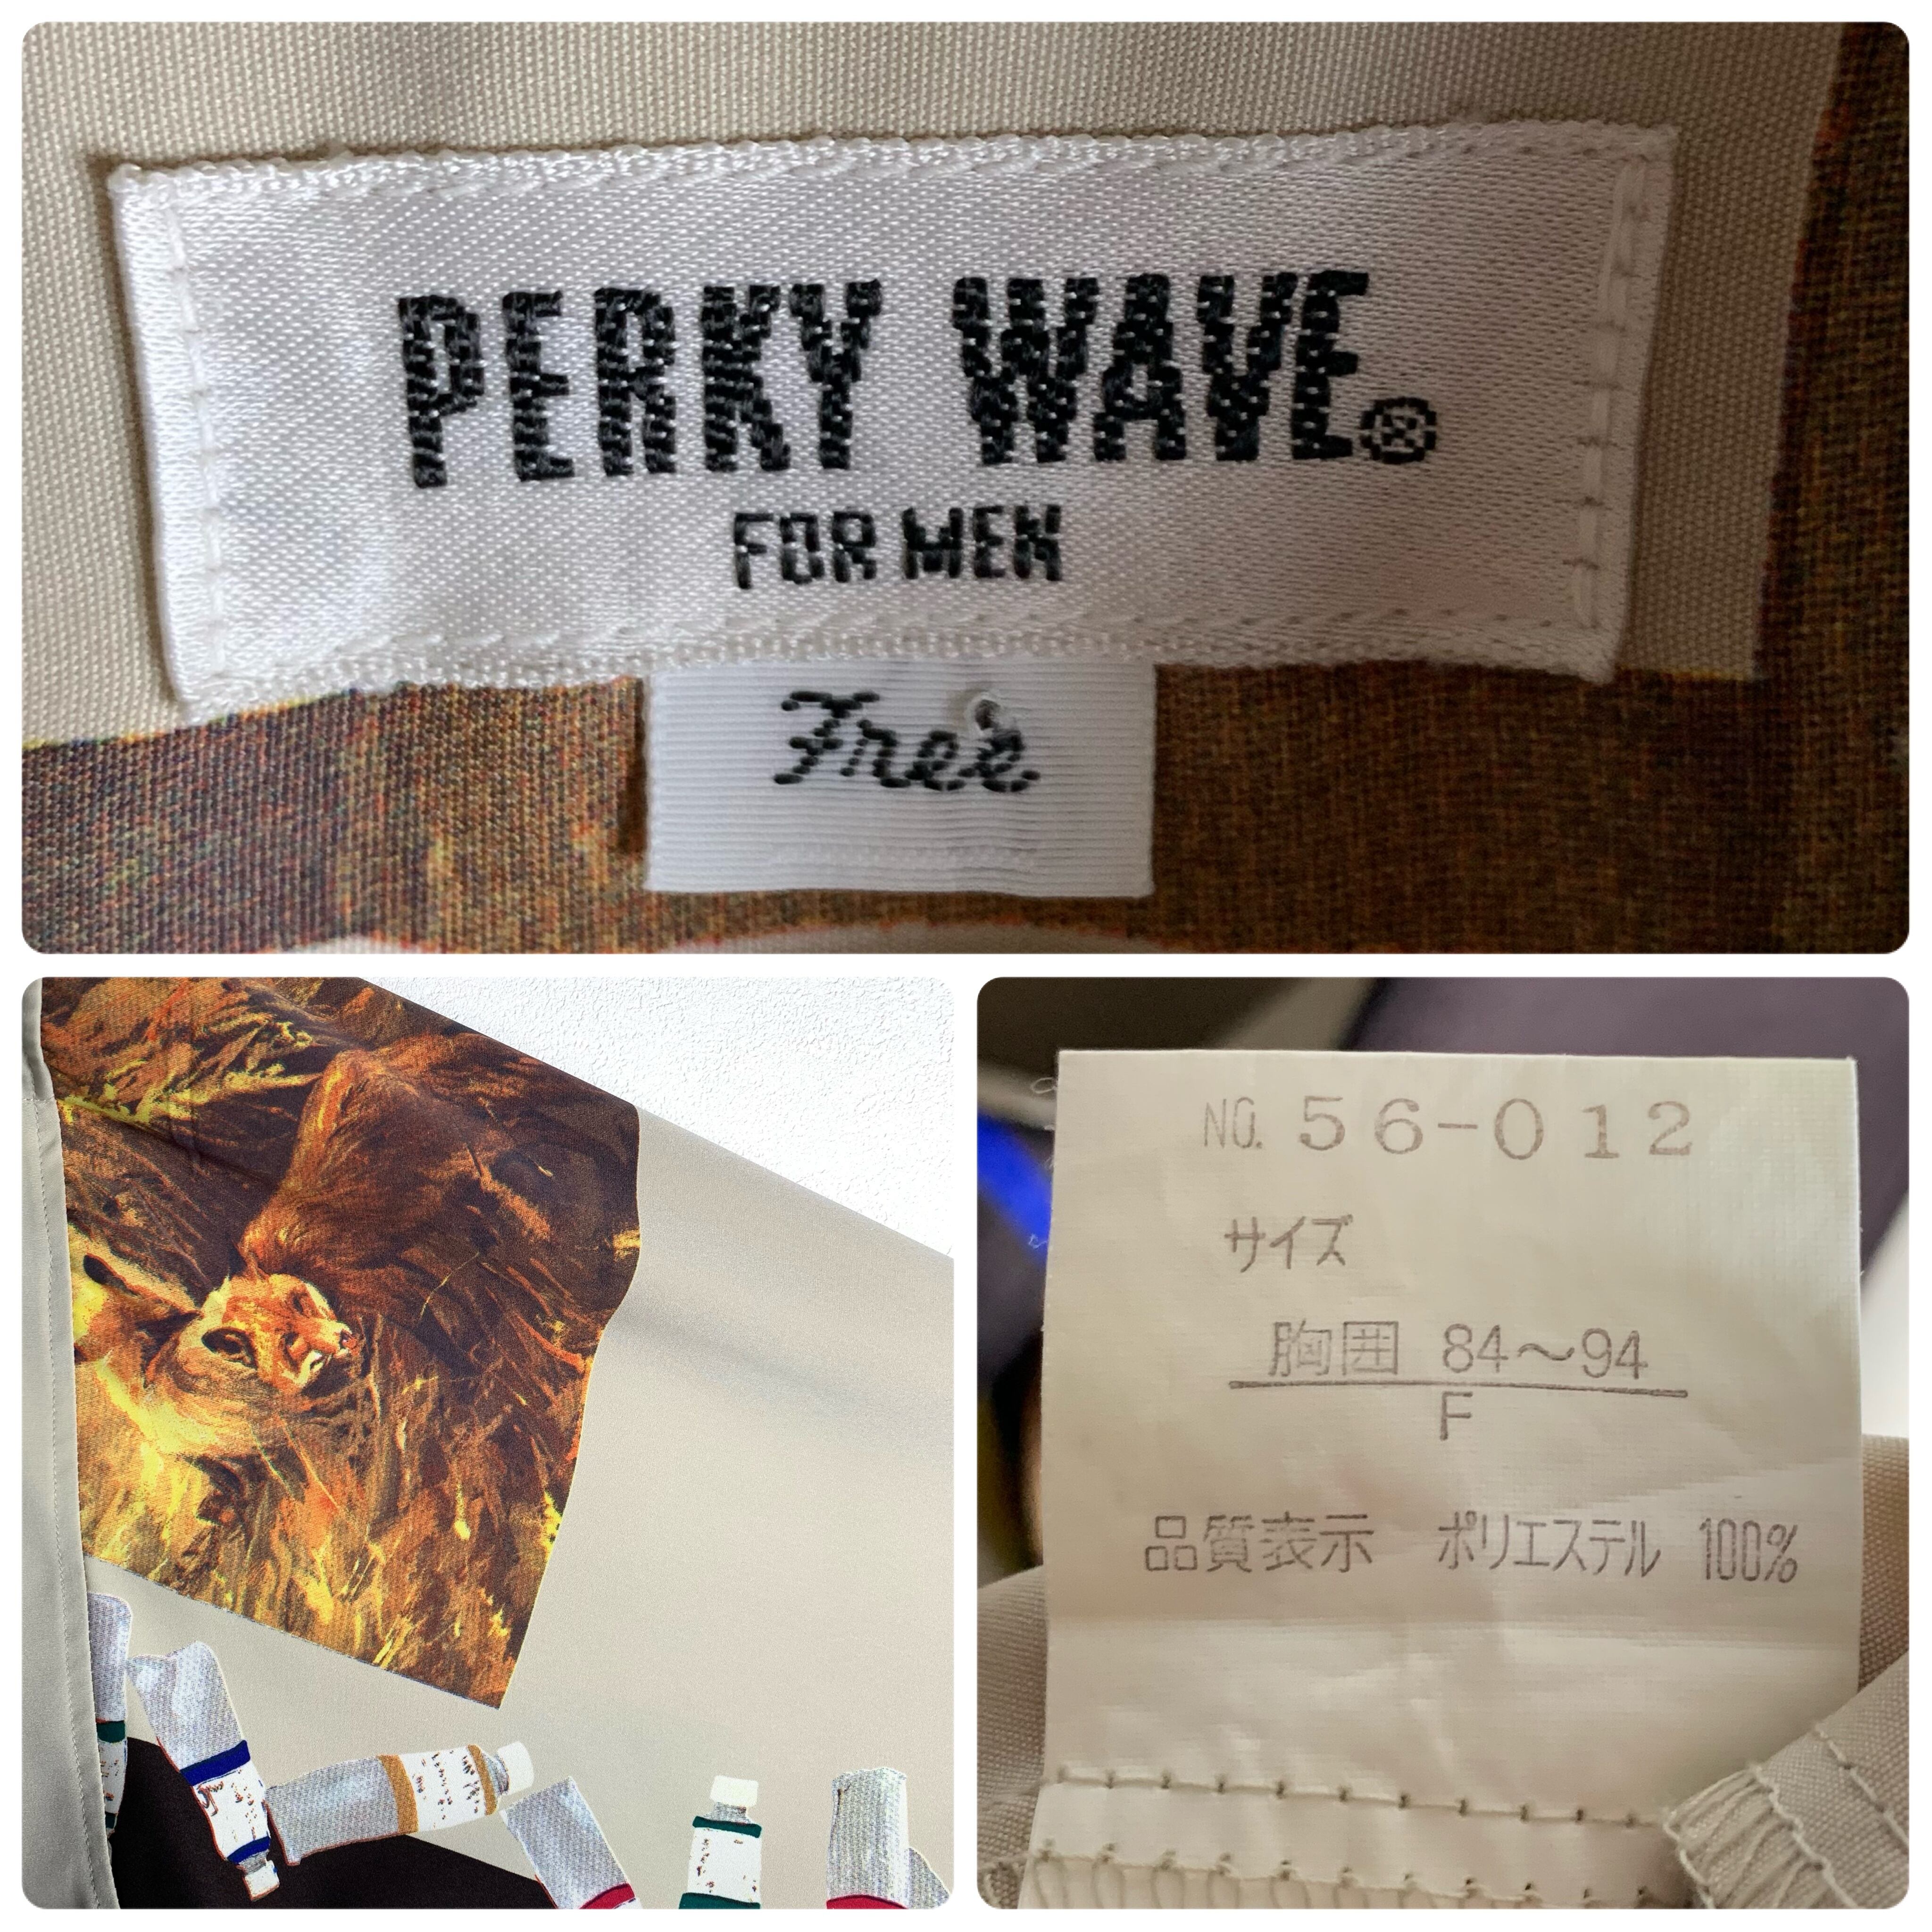 PERKY WAVE®
FOR MEN
Free
NO. 56-012
サイズ
胸囲 84〜94
F
品質表示 ポリエステル 100%